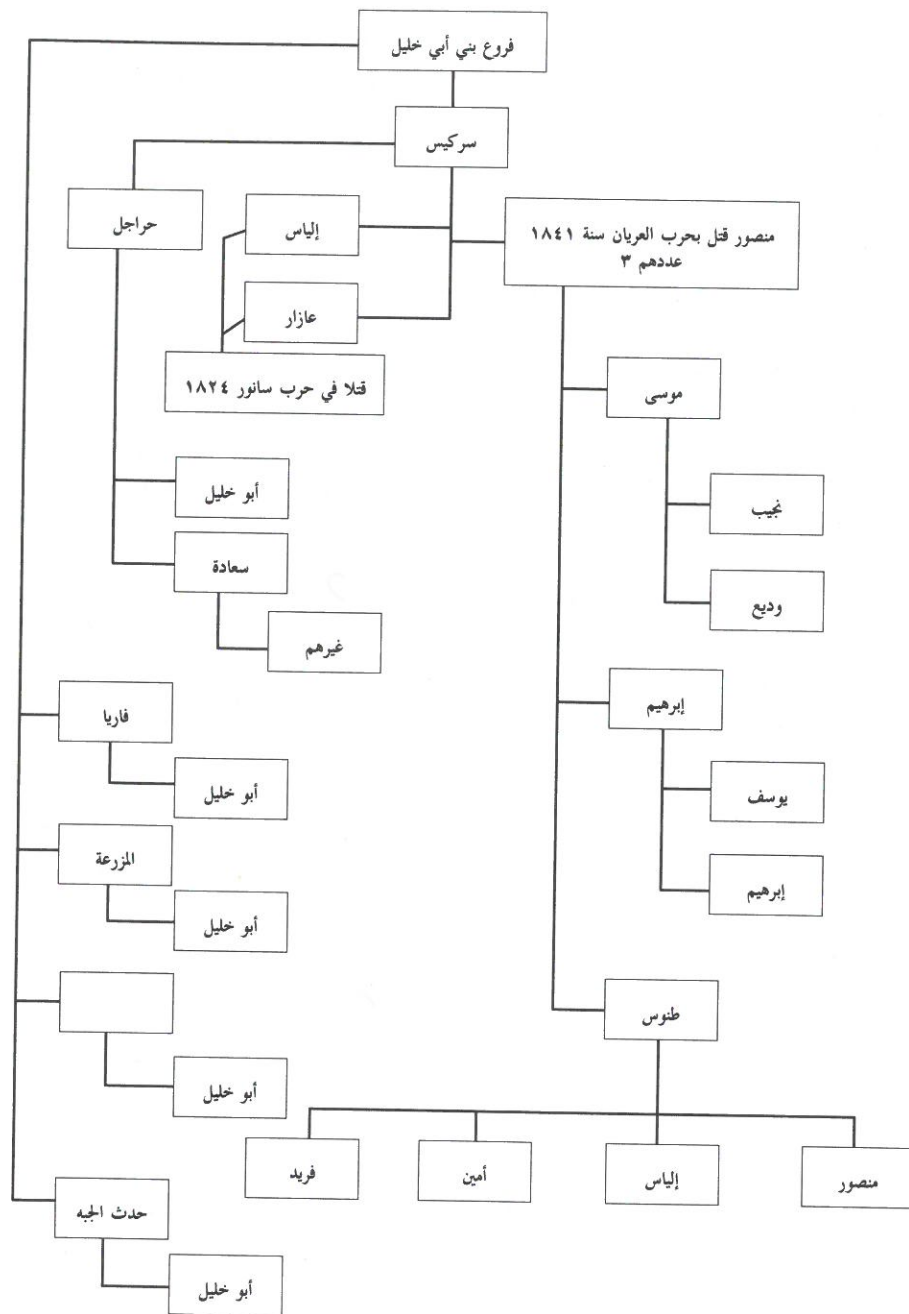 فروع بني أبي خليل
سركيس
منصور قتل بحرب العريان سنة ١٨٤١
عددهم ٣
إلياس
حراجل
عازار
قتلا في حرب سانور ١٨٢٤
موسى
نجيب
وديع
أبو خليل
سعادة
غيرهم
إبرهيم
يوسف
إبرهيم
فاريا
أبو خليل
المزرعة
أبو خليل
طنوس
أبو خليل
منصور
إلياس
أمين
فريد
حدث الجبه
أبو خليل